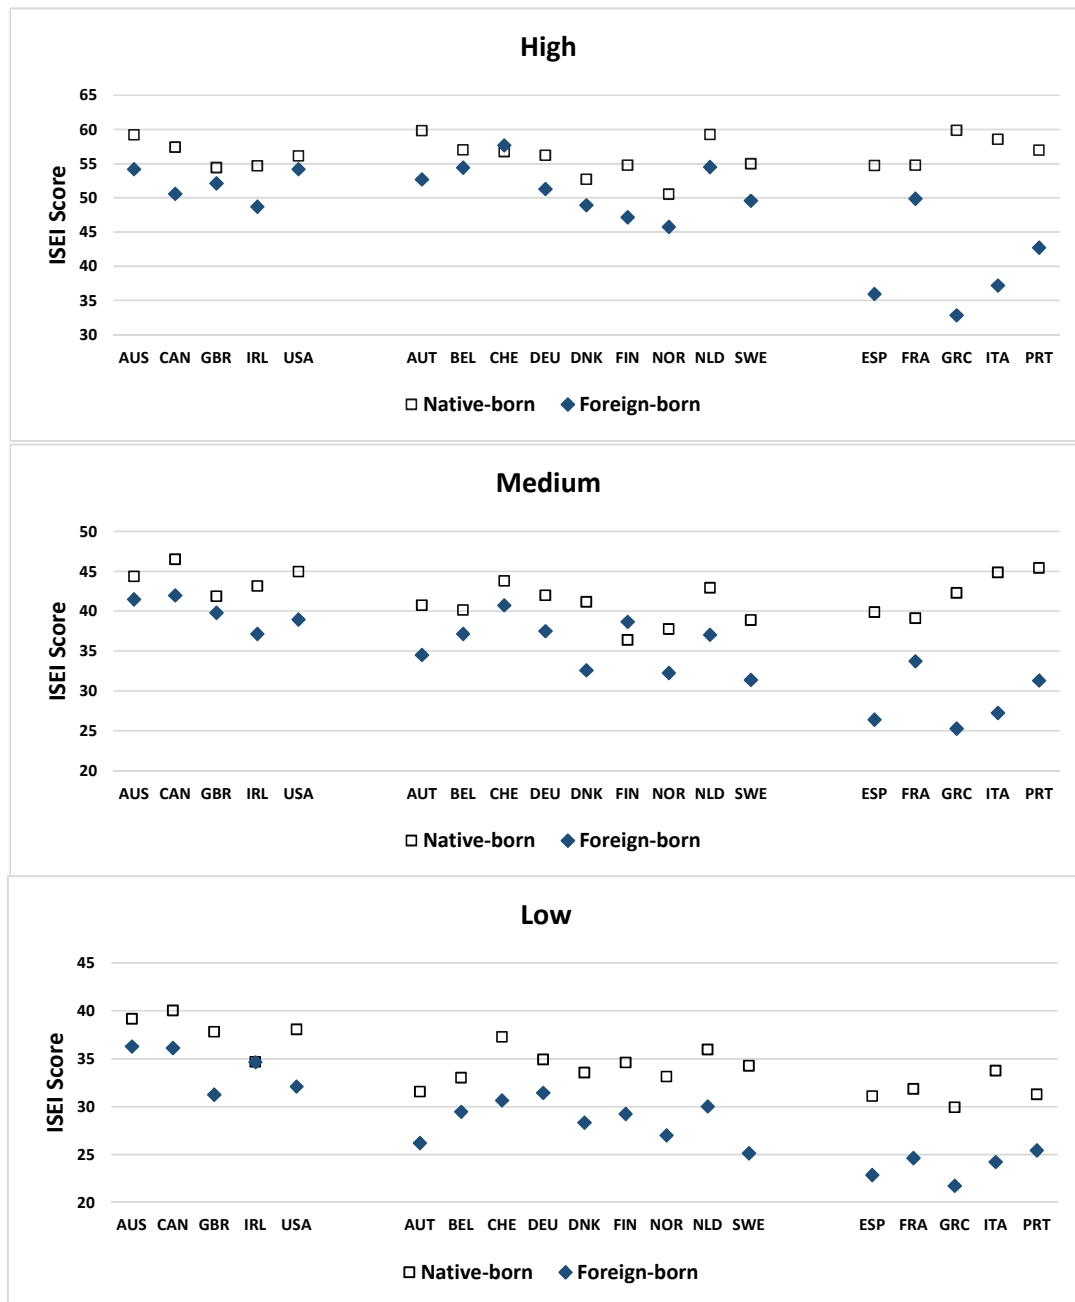 High
65
60
55
50
45
40
35
30
ISEI Score
AUS CAN GBR IRL USA AUT BEL CHE DEU DNK FIN NOR NLD SWE ESP FRA GRC ITA PRT
Native-born Foreign-born
Medium
50
45
40
35
30
25
20
ISEI Score
AUS CAN GBR IRL USA AUT BEL CHE DEU DNK FIN NOR NLD SWE ESP FRA GRC ITA PRT
Native-born Foreign-born
Low
45
40
35
30
25
20
ISEI Score
AUS CAN GBR IRL USA AUT BEL CHE DEU DNK FIN NOR NLD SWE ESP FRA GRC ITA PRT
Native-born Foreign-born